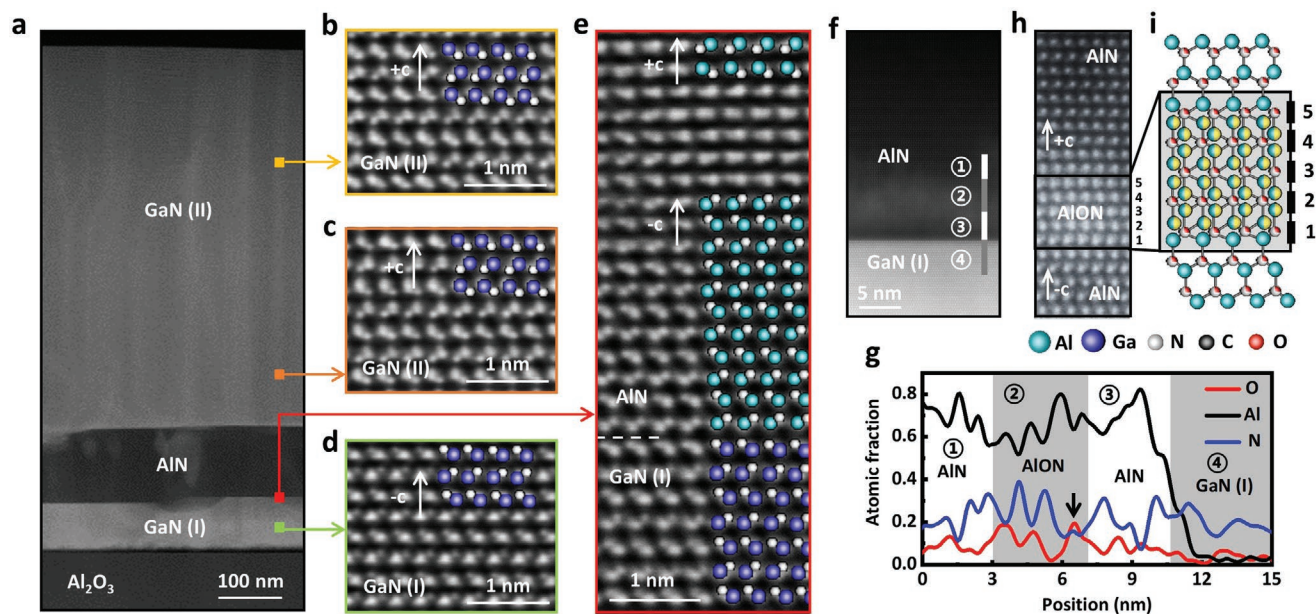 a
GaN (II)
AlN
GaN (I)
Al₂O₃
100 nm
b
+c
GaN (II)
1 nm
c
+c
GaN (II)
1 nm
d
-c
GaN (I)
1 nm
e
+c
-c
AlN
GaN (I)
1 nm
f
AlN
①
②
③
④
GaN (I)
5 nm
h
AlN
+c
5
4
3
2
1
AlON
-c
AlN
i
5
4
3
2
1
Al Ga N C O
g
Atomic fraction
0.8
0.6
0.4
0.2
0.0
② ③
O
Al
N
①
AlN
AlON
AlN
④
GaN (I)
0 3 6 9 12 15
Position (nm)